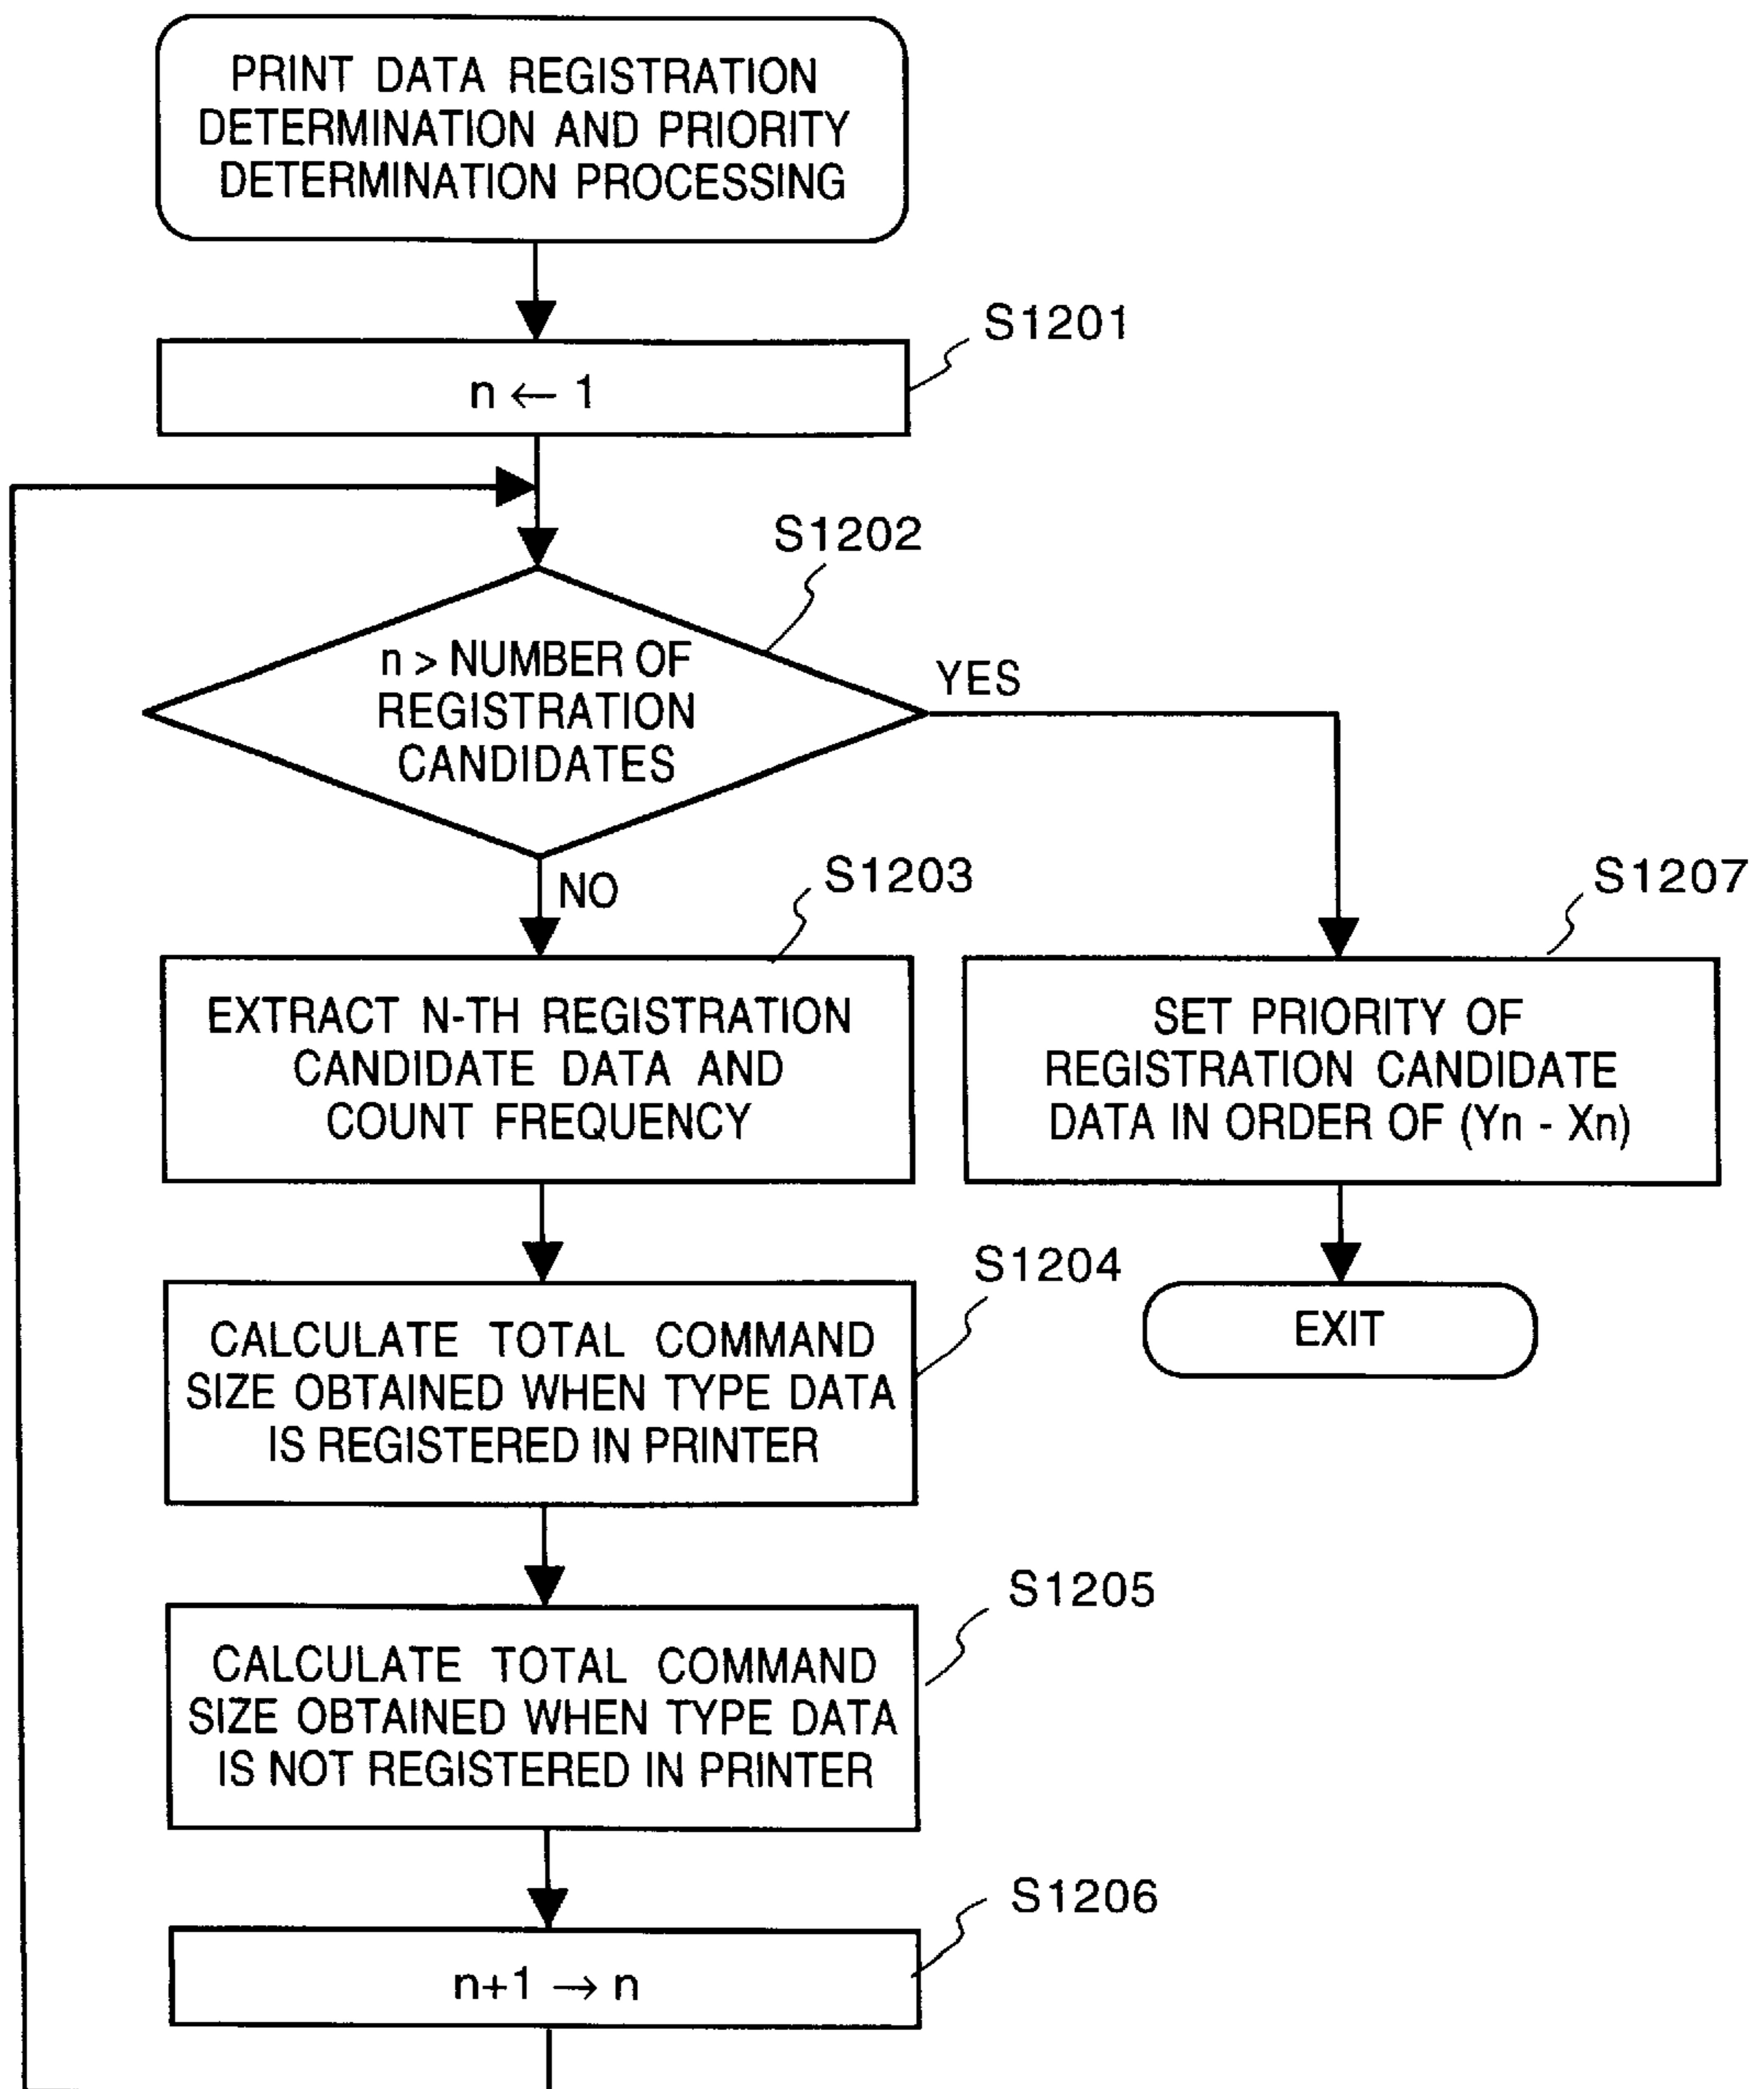 PRINT DATA REGISTRATION
DETERMINATION AND PRIORITY
DETERMINATION PROCESSING
S1201
n ← 1
S1202
n > NUMBER OF
REGISTRATION
CANDIDATES
YES
NO
S1203
EXTRACT N-TH REGISTRATION
CANDIDATE DATA AND
COUNT FREQUENCY
S1207
SET PRIORITY OF
REGISTRATION CANDIDATE
DATA IN ORDER OF (Yn - Xn)
S1204
CALCULATE TOTAL COMMAND
SIZE OBTAINED WHEN TYPE DATA
IS REGISTERED IN PRINTER
EXIT
S1205
CALCULATE TOTAL COMMAND
SIZE OBTAINED WHEN TYPE DATA
IS NOT REGISTERED IN PRINTER
S1206
n+1 → n